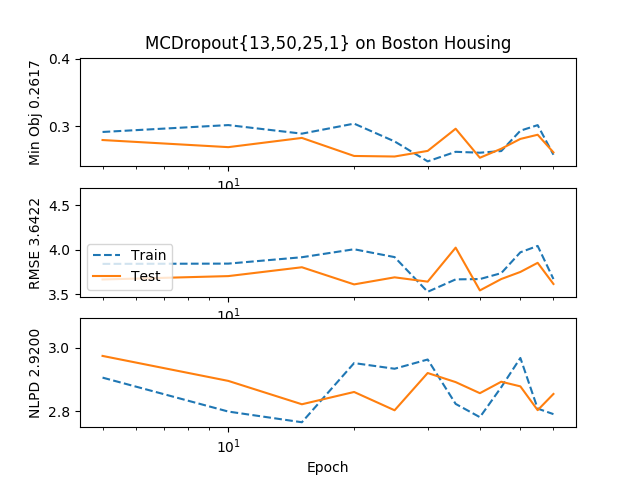 MCDropout{13,50,25,1} on Boston Housing
Min Obj 0.2617
0.4
0.3
10¹
RMSE 3.6422
4.5
4.0
3.5
Train
Test
10¹
NLPD 2.9200
3.0
2.8
10¹
Epoch